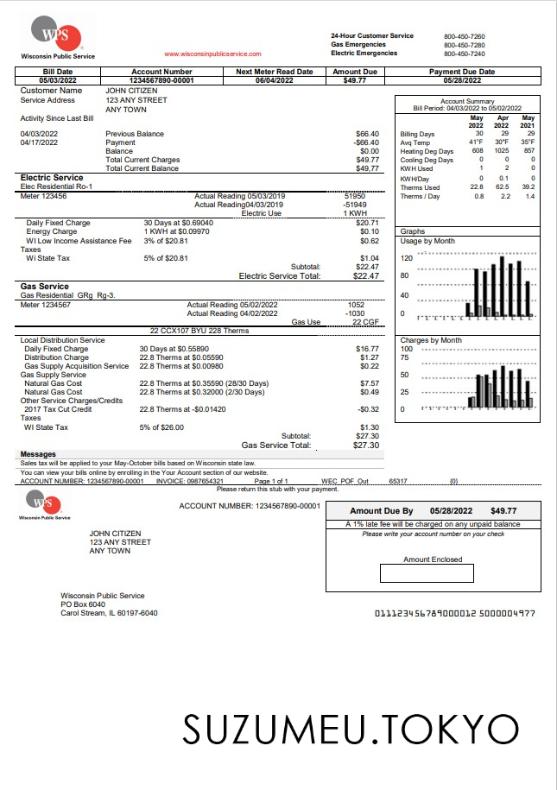 WPS
Wisconsin Public Service
www.wisconsinpublicservice.com
24-Hour Customer Service 800-450-7260
Gas Emergencies 800-450-7280
Electric Emergencies 800-450-7240
Bill Date Account Number Next Meter Read Date Amount Due Payment Due Date
05/03/2022 1234567890-00001 06/04/2022 $49.77 05/28/2022
Customer Name JOHN CITIZEN
Service Address 123 ANY STREET
ANY TOWN
Activity Since Last Bill
04/03/2022 Previous Balance $66.40
04/17/2022 Payment -$66.40
Balance $0.00
Total Current Charges $49.77
Total Current Balance $49.77
Electric Service
Elec Residential Ro-1
Meter 123456 Actual Reading 05/03/2019 51950
Actual Reading04/03/2019 -51949
Electric Use 1 KWH
Daily Fixed Charge 30 Days at $0.69040 $20.71
Energy Charge 1 KWH at $0.09970 $0.10
WI Low Income Assistance Fee 3% of $20.81 $0.62
Taxes
Wi State Tax 5% of $20.81 $1.04
Subtotal: $22.47
Electric Service Total: $22.47
Gas Service
Gas Residential GRg Rg-3.
Meter 1234567 Actual Reading 05/02/2022 1052
Actual Reading 04/02/2022 -1030
Gas Use 22 CGF
22 CCX107 BYU 228 Therms
Local Distribution Service
Daily Fixed Charge 30 Days at $0.55890 $16.77
Distribution Charge 22.8 Therms at $0.05590 $1.27
Gas Supply Acquisition Service 22.8 Therms at $0.00980 $0.22
Gas Supply Service
Natural Gas Cost 22.8 Therms at $0.35590 (28/30 Days) $7.57
Natural Gas Cost 22.8 Therms at $0.32000 (2/30 Days) $0.49
Other Service Charges/Credits
2017 Tax Cut Credit 22.8 Therms at -$0.01420 -$0.32
Taxes
WI State Tax 5% of $26.00 $1.30
Subtotal: $27.30
Gas Service Total: $27.30
Messages
Sales tax will be applied to your May-October bills based on Wisconsin state law.
You can view your bills online by enrolling in the Your Account section of our website.
ACCOUNT NUMBER: 1234567890-00001 INVOICE: 0987654321 Page 1 of 1 WEC_PDF_Out 65317 (0)
Account Summary
Bill Period: 04/03/2022 to 05/02/2022
May Apr May
2022 2022 2021
Billing Days 30 29 29
Avg Temp 41°F 30°F 35°F
Heating Deg Days 608 1025 857
Cooling Deg Days 0 0 0
KWH Used 1 2 0
KWH/Day 0 0.1 0
Therms Used 22.8 62.5 39.2
Therms / Day 0.8 2.2 1.4
Graphs
Usage by Month
120
80
40
0
Charges by Month
100
75
50
25
0
Please return this stub with your payment.
WPS
Wisconsin Public Service
ACCOUNT NUMBER: 1234567890-00001
JOHN CITIZEN
123 ANY STREET
ANY TOWN
Amount Due By 05/28/2022 $49.77
A 1% late fee will be charged on any unpaid balance
Please write your account number on your check
Amount Enclosed
Wisconsin Public Service
PO Box 6040
Carol Stream, IL 60197-6040
0111234567890000012 5000004977
SUZUMEU.TOKYO